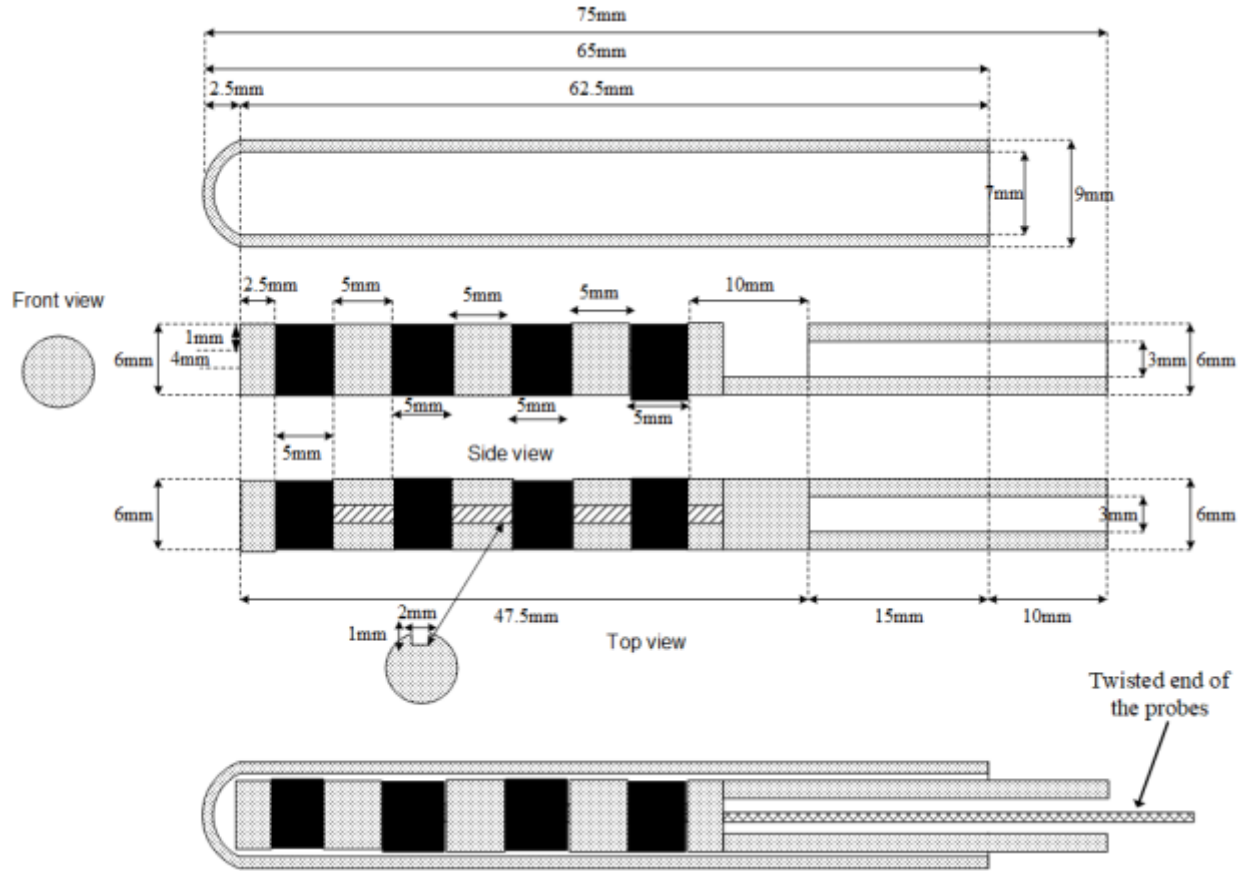 75mm
65mm
2.5mm 62.5mm
7mm 9mm
Front view
2.5mm 5mm 5mm 5mm 10mm
1mm
4mm
6mm 3mm 6mm
5mm 5mm 5mm
5mm
Side view
6mm 3mm 6mm
47.5mm 15mm 10mm
2mm
1mm
Top view
Twisted end of
the probes